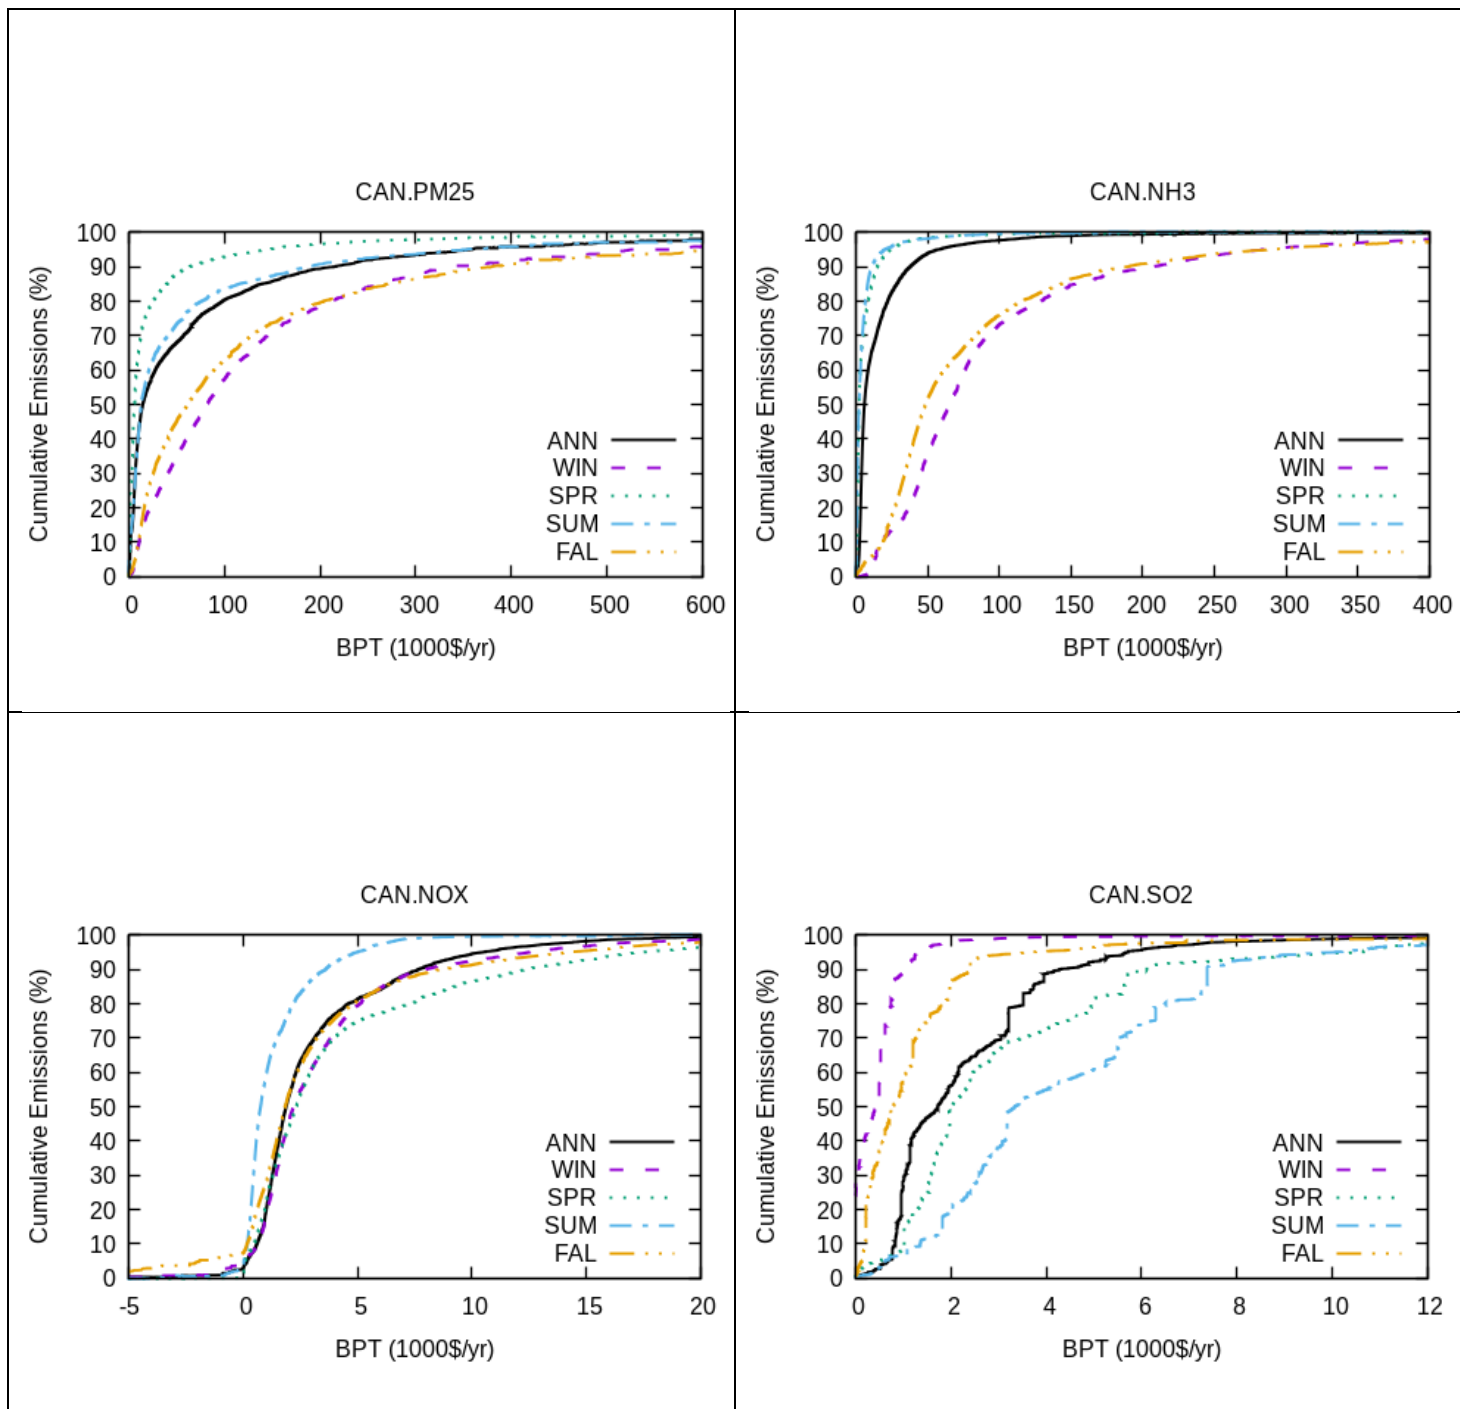 CAN.PM25
Cumulative Emissions (%)
100
90
80
70
60
50
40
30
20
10
0
ANN
WIN
SPR
SUM
FAL
0 100 200 300 400 500 600
BPT (1000$/yr)
CAN.NH3
Cumulative Emissions (%)
100
90
80
70
60
50
40
30
20
10
0
ANN
WIN
SPR
SUM
FAL
0 50 100 150 200 250 300 350 400
BPT (1000$/yr)
CAN.NOX
Cumulative Emissions (%)
100
90
80
70
60
50
40
30
20
10
0
ANN
WIN
SPR
SUM
FAL
-5 0 5 10 15 20
BPT (1000$/yr)
CAN.SO2
Cumulative Emissions (%)
100
90
80
70
60
50
40
30
20
10
0
ANN
WIN
SPR
SUM
FAL
0 2 4 6 8 10 12
BPT (1000$/yr)